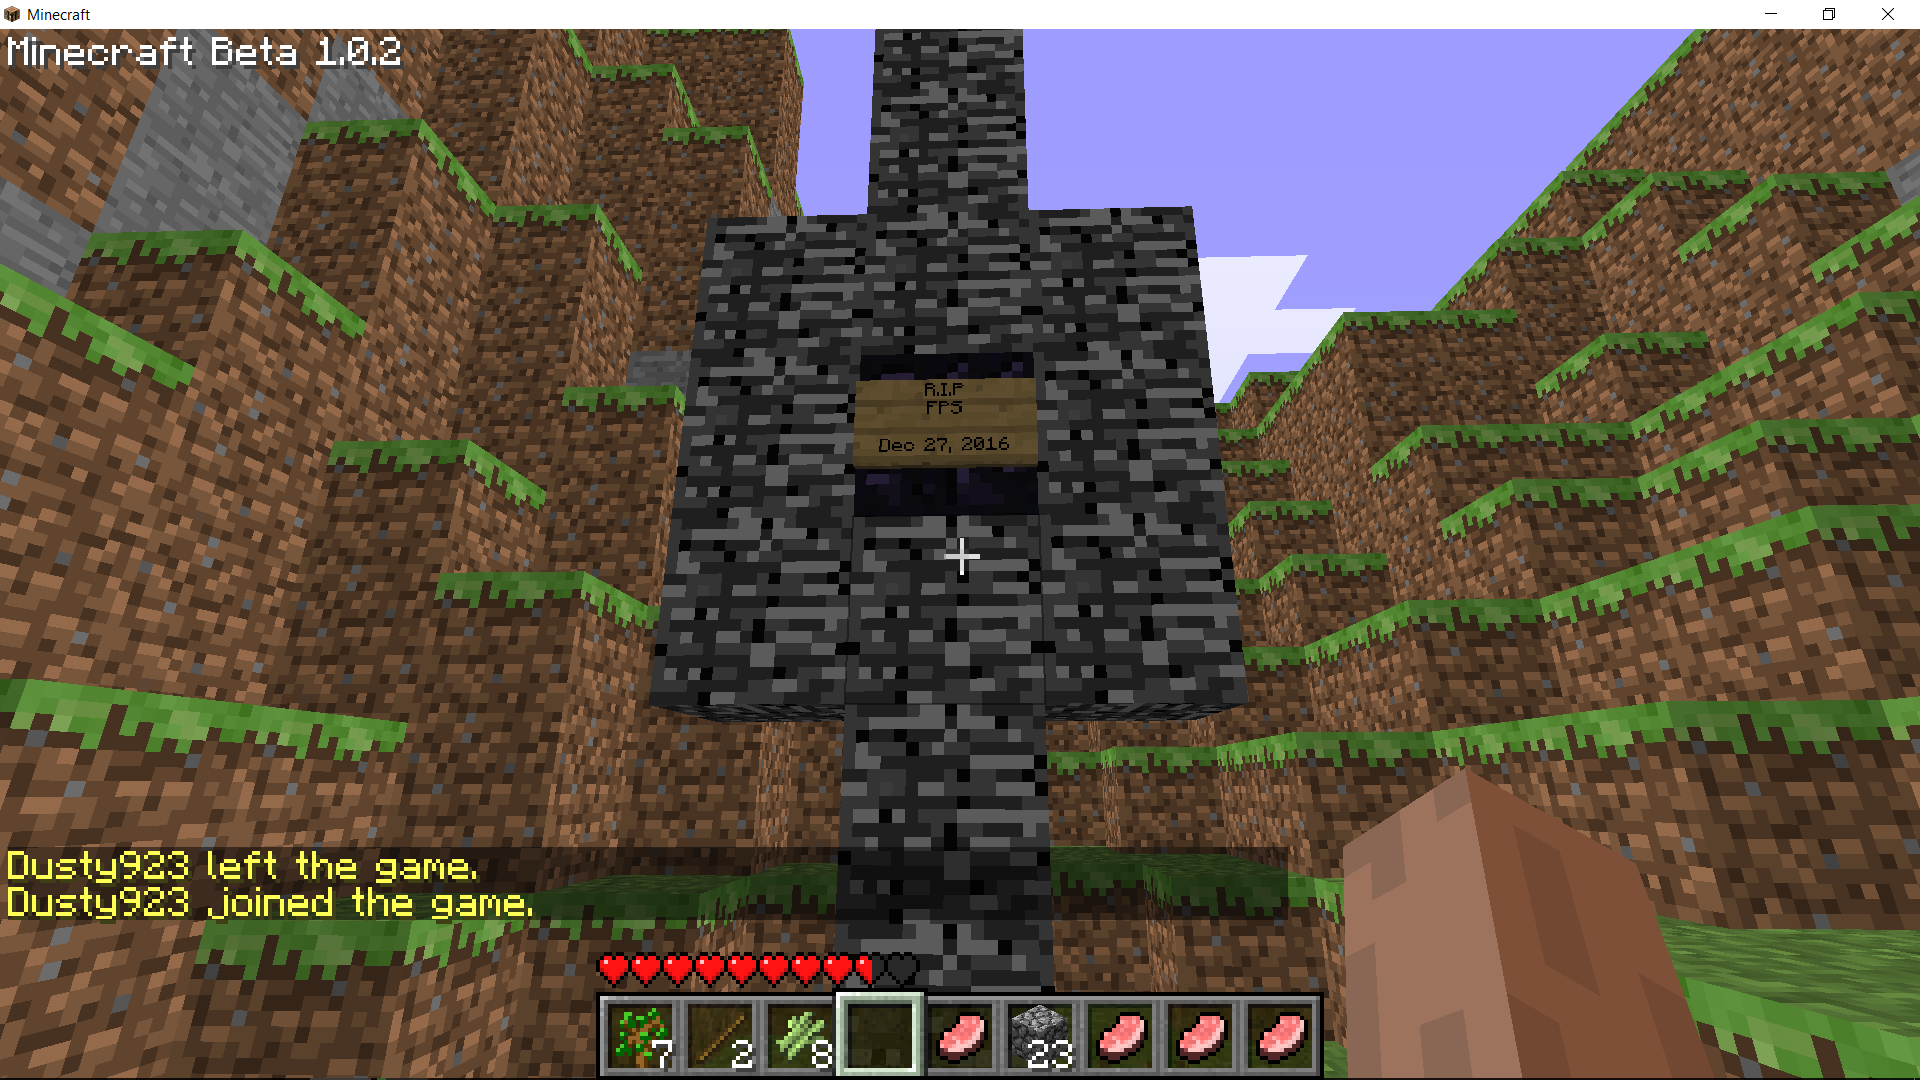 Minecraft
Minecraft Beta 1.0.2
R.I.P
FPS
Dec 27, 2016
Dusty923 left the game.
Dusty923 joined the game.
7
2
8
23